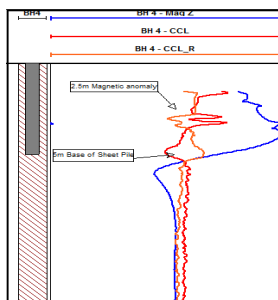 BH4
BH 4 - Mag Z
BH 4 - CCL
BH 4 - CCL_R
2.5m Magnetic anomaly
5m Base of Sheet Pile